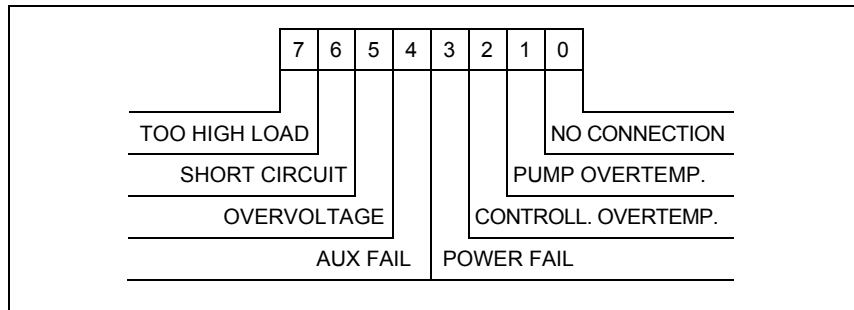 7 6 5 4 3 2 1 0
TOO HIGH LOAD NO CONNECTION
SHORT CIRCUIT PUMP OVERTEMP.
OVERVOLTAGE CONTROLL. OVERTEMP.
AUX FAIL POWER FAIL